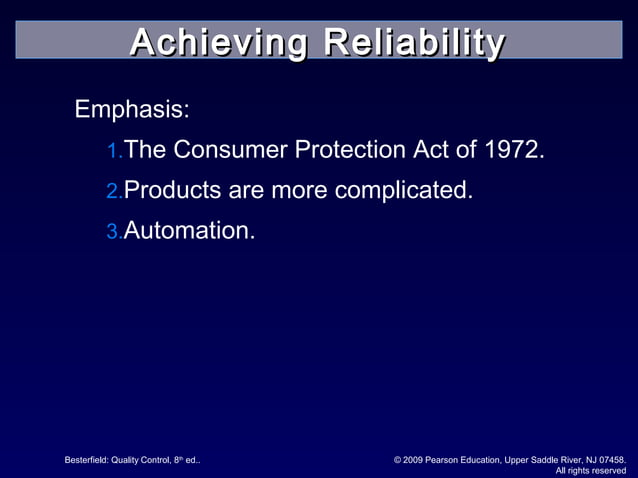 Achieving Reliability
Emphasis:
1.The Consumer Protection Act of 1972.
2.Products are more complicated.
3.Automation.
Besterfield: Quality Control, 8th ed..
© 2009 Pearson Education, Upper Saddle River, NJ 07458.
All rights reserved